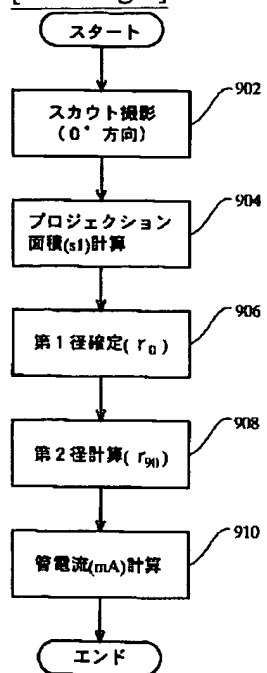 スタート
902
スカウト撮影
(0°方向)
904
プロジェクション
面積(s1)計算
906
第1径確定( r0 )
908
第2径計算( r90 )
910
管電流(mA)計算
エンド